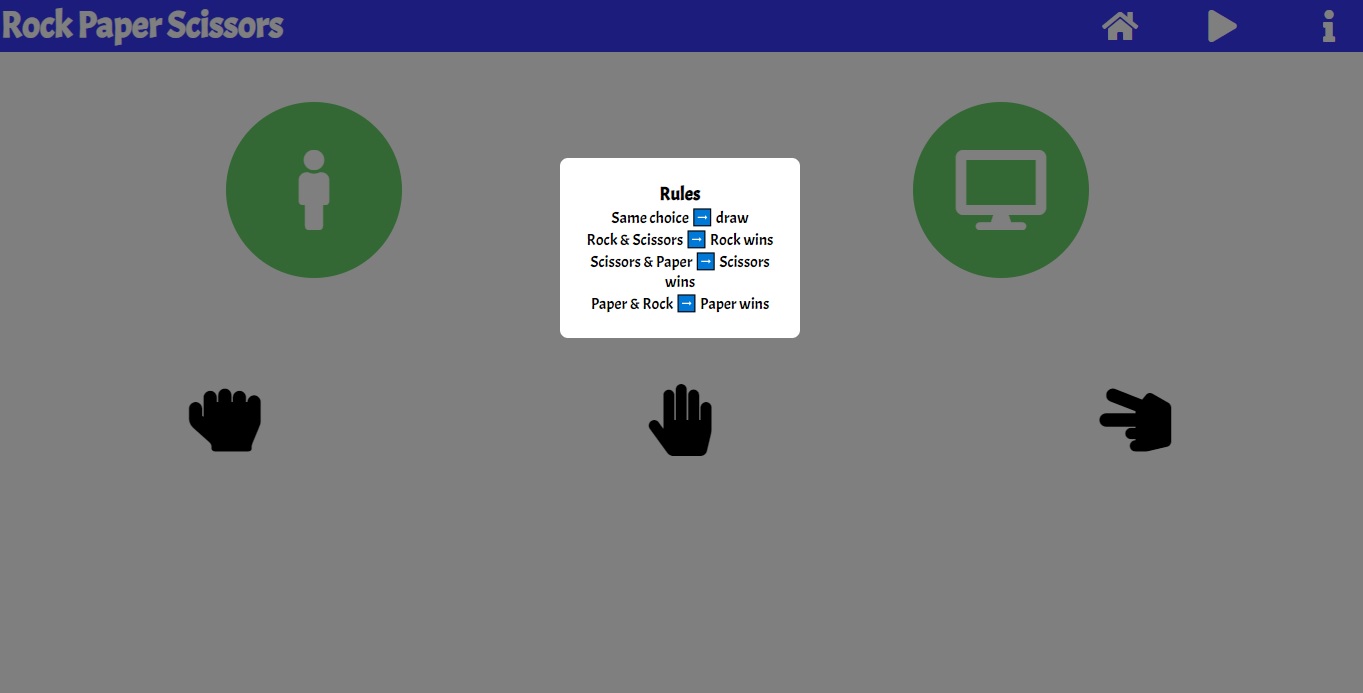 Rock Paper Scissors
Rules
Same choice ➡ draw
Rock & Scissors ➡ Rock wins
Scissors & Paper ➡ Scissors
wins
Paper & Rock ➡ Paper wins